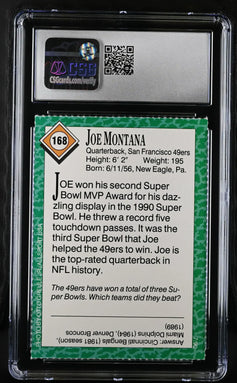 CSG
CSGcards.com/verify
168
JOE MONTANA
Quarterback, San Francisco 49ers
Height: 6' 2" Weight: 195
Born: 6/11/56, New Eagle, Pa.
JOE won his second Super
Bowl MVP Award for his daz-
zling display in the 1990 Super
Bowl. He threw a record five
touchdown passes. It was the
third Super Bowl that Joe
helped the 49ers to win. Joe is
the top-rated quarterback in
NFL history.
The 49ers have won a total of three Su-
per Bowls. Which teams did they beat?
Answer: Cincinnati Bengals (1981 season),
Miami Dolphins (1984), Denver Broncos
(1989)